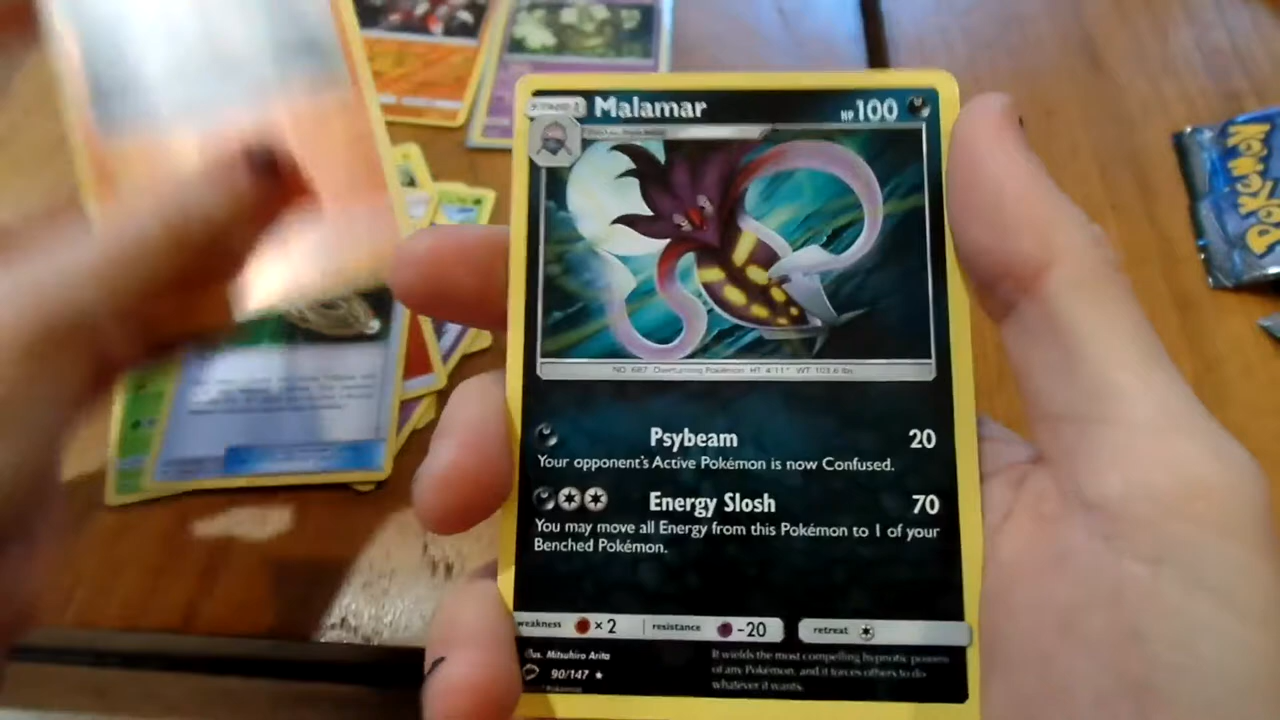 Malamar
HP100
NO. 687 Overturning Pokémon HT 4'11" WT 103.6 lbs
Psybeam 20
Your opponent's Active Pokémon is now Confused.
Energy Slosh 70
You may move all Energy from this Pokémon to 1 of your
Benched Pokémon.
weakness ×2 resistance -20 retreat
illus. Mitsuhiro Arita
90/147
It wields the most compelling hypnotic powers
of any Pokémon, and it forces others to do
whatever it wants.
POKéMON